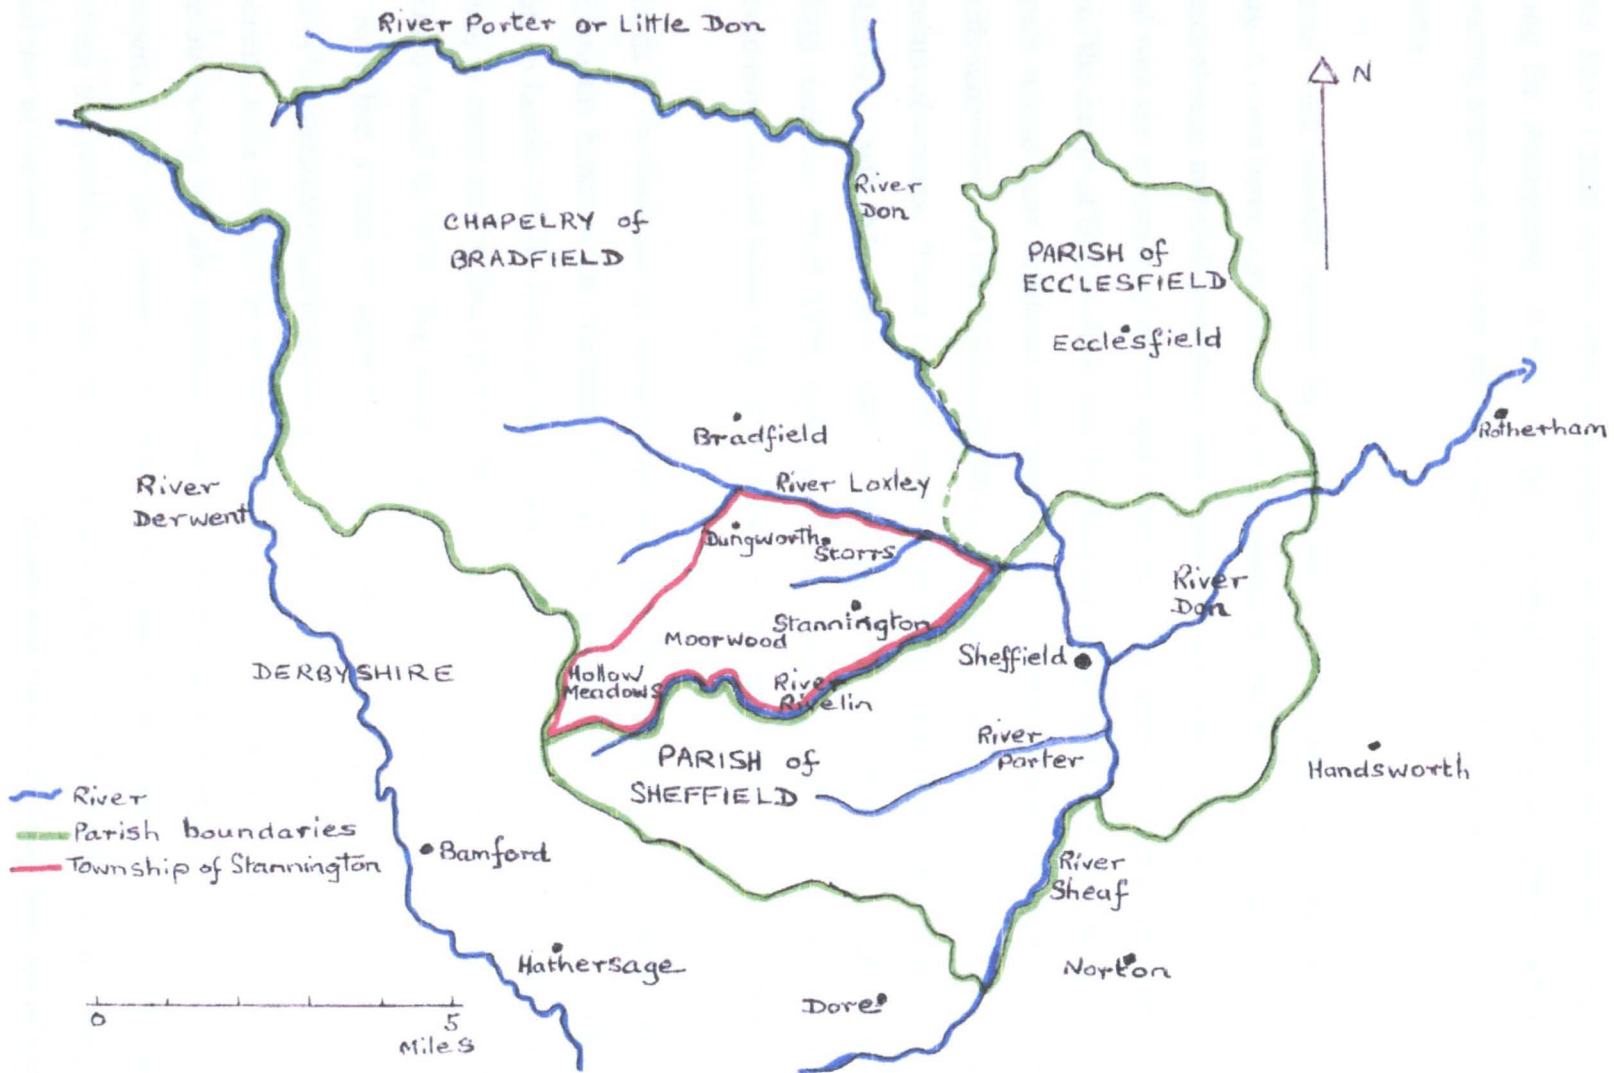 River Porter or Little Don
N
River
Don
CHAPELRY of
BRADFIELD
PARISH of
ECCLESFIELD
Ecclesfield
Rotherham
Bradfield
River Loxley
River
Derwent
Dungworth
Storrs
River
Don
Stannington
Moorwood
Sheffield
DERBYSHIRE
Hollow
Meadows
River
Rivelin
River
Porter
PARISH of
SHEFFIELD
Handsworth
River
Parish boundaries
Township of Stannington
Bamford
River
Sheaf
Hathersage
Norton
Dore
0 5
Miles